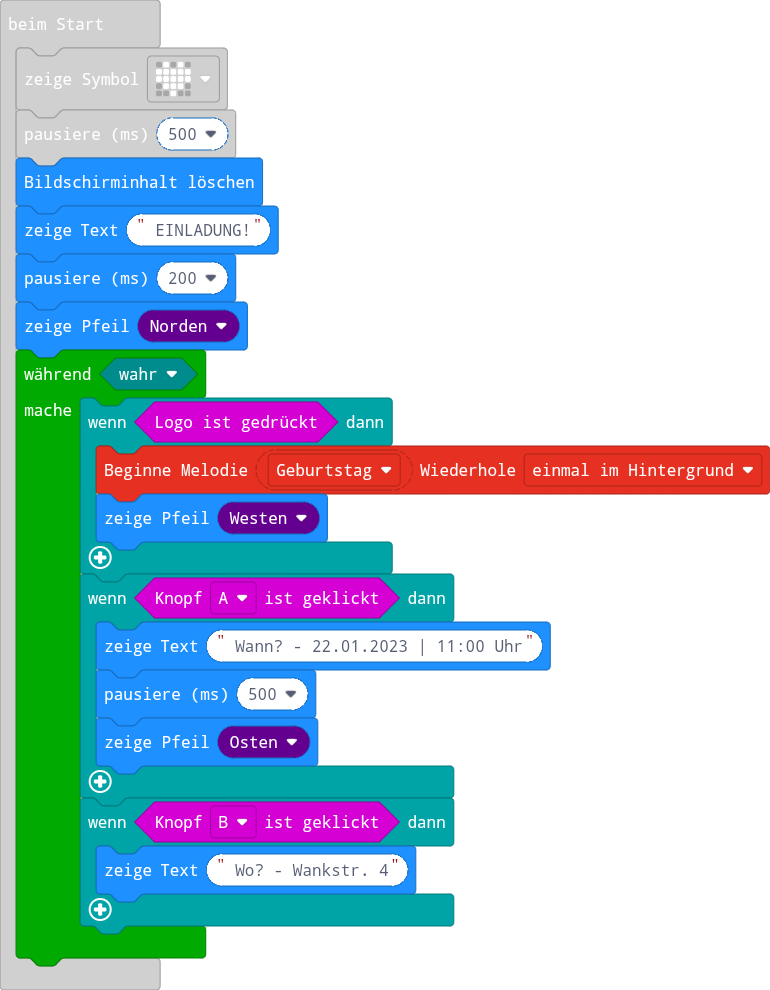 beim Start
zeige Symbol
pausiere (ms) 500
Bildschirminhalt löschen
zeige Text " EINLADUNG!"
pausiere (ms) 200
zeige Pfeil Norden
während wahr
mache
wenn Logo ist gedrückt dann
Beginne Melodie Geburtstag Wiederhole einmal im Hintergrund
zeige Pfeil Westen
wenn Knopf A ist geklickt dann
zeige Text " Wann? - 22.01.2023 | 11:00 Uhr"
pausiere (ms) 500
zeige Pfeil Osten
wenn Knopf B ist geklickt dann
zeige Text " Wo? - Wankstr. 4"